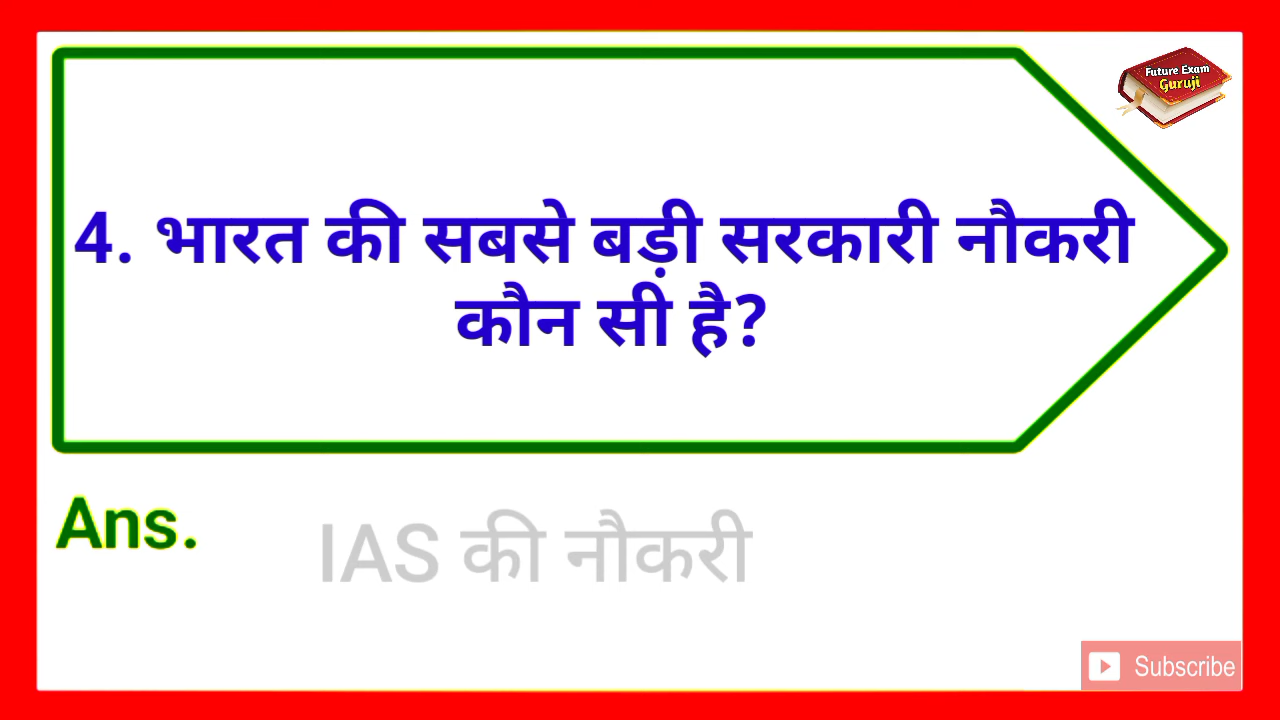 Future Exam
Guruji
4. भारत की सबसे बड़ी सरकारी नौकरी
कौन सी है?
Ans.
IAS की नौकरी
Subscribe